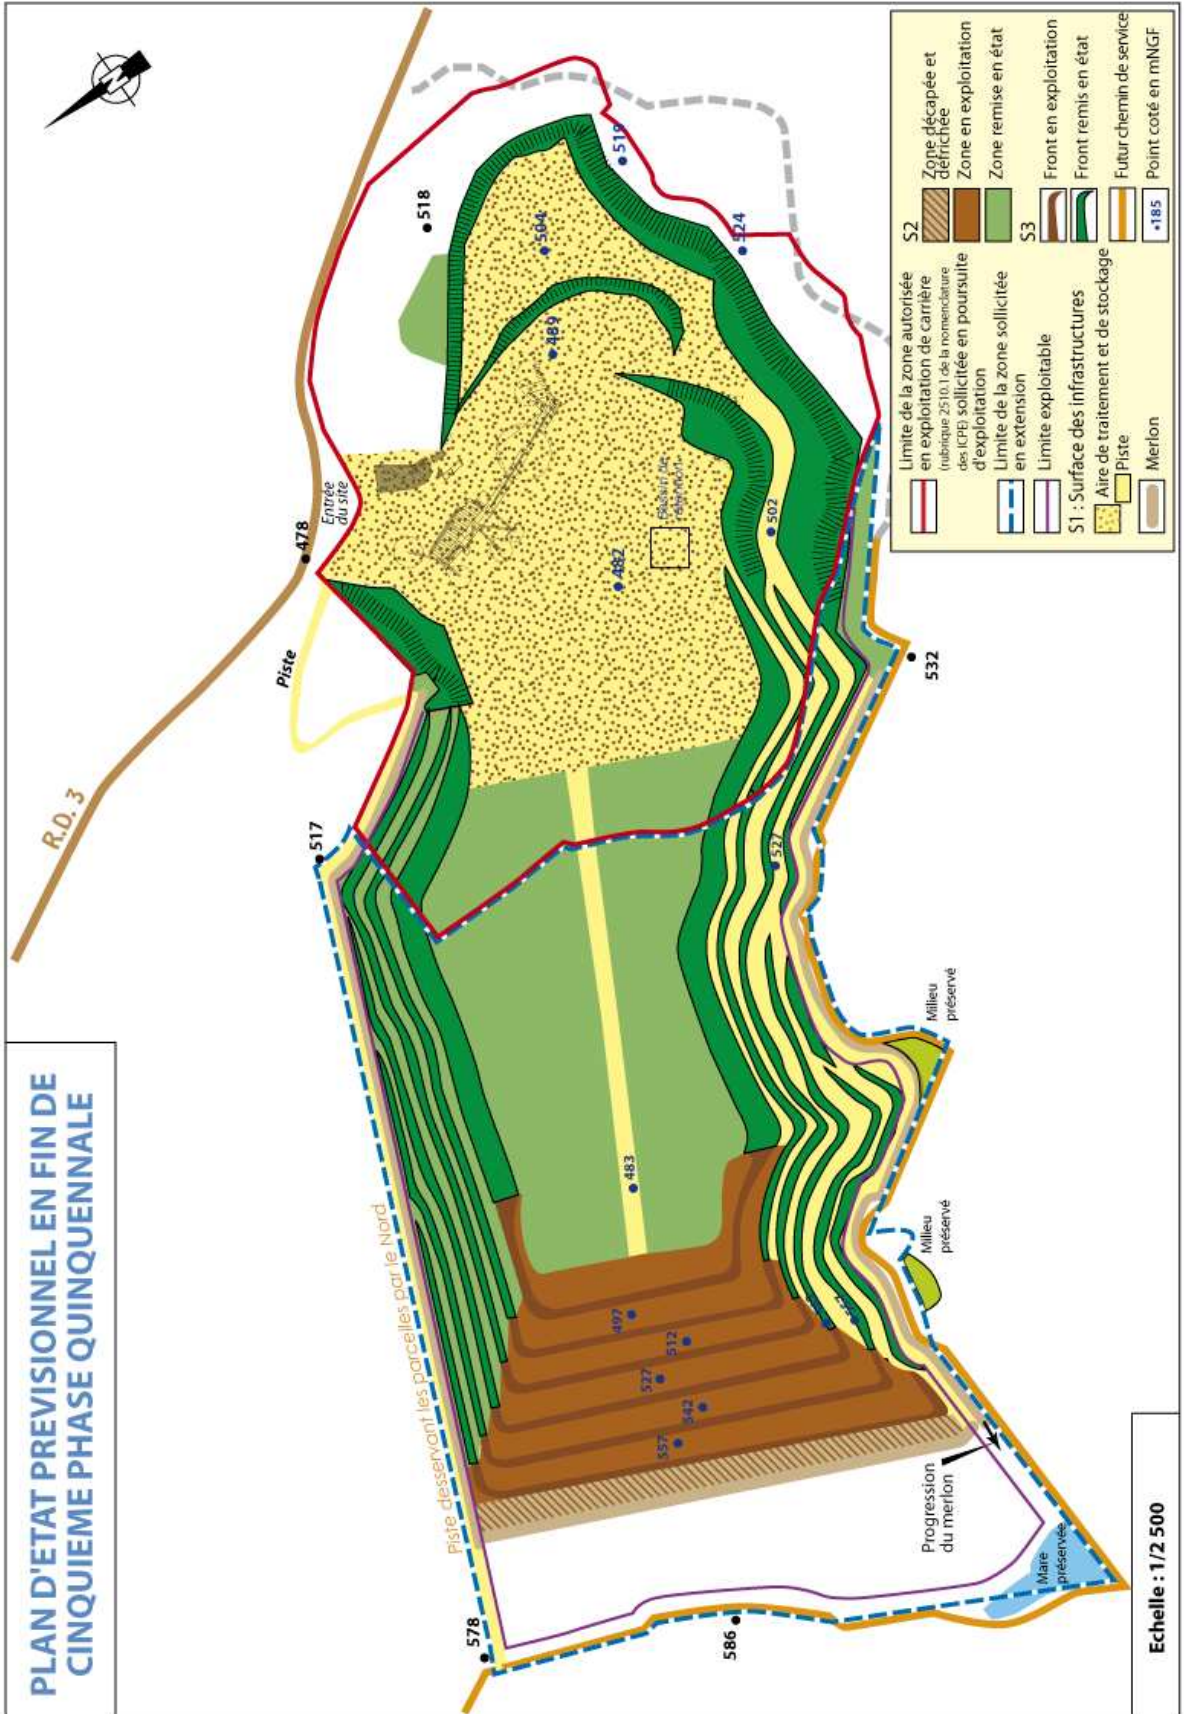 PLAN D'ETAT PREVISIONNEL EN FIN DE
CINQUIEME PHASE QUINQUENNALE
R.D. 3
N
Piste
Entrée
du site
478
518
517
519
504
524
489
482
Bassin de
rétention
502
532
527
483
Piste desservant les parcelles par le Nord
Milieu
préservé
Milieu
préservé
497
512
527
542
557
Progression
du merlon
Mare
préservée
578
586
Echelle : 1/2 500
Limite de la zone autorisée
en exploitation de carrière
(rubrique 2510.1 de la nomenclature
des ICPE) sollicitée en poursuite
d'exploitation
Limite de la zone sollicitée
en extension
Limite exploitable
S1 : Surface des infrastructures
Aire de traitement et de stockage
Piste
Merlon
S2
Zone décapée et
défrichée
Zone en exploitation
Zone remise en état
S3
Front en exploitation
Front remis en état
Futur chemin de service
•185
Point coté en mNGF